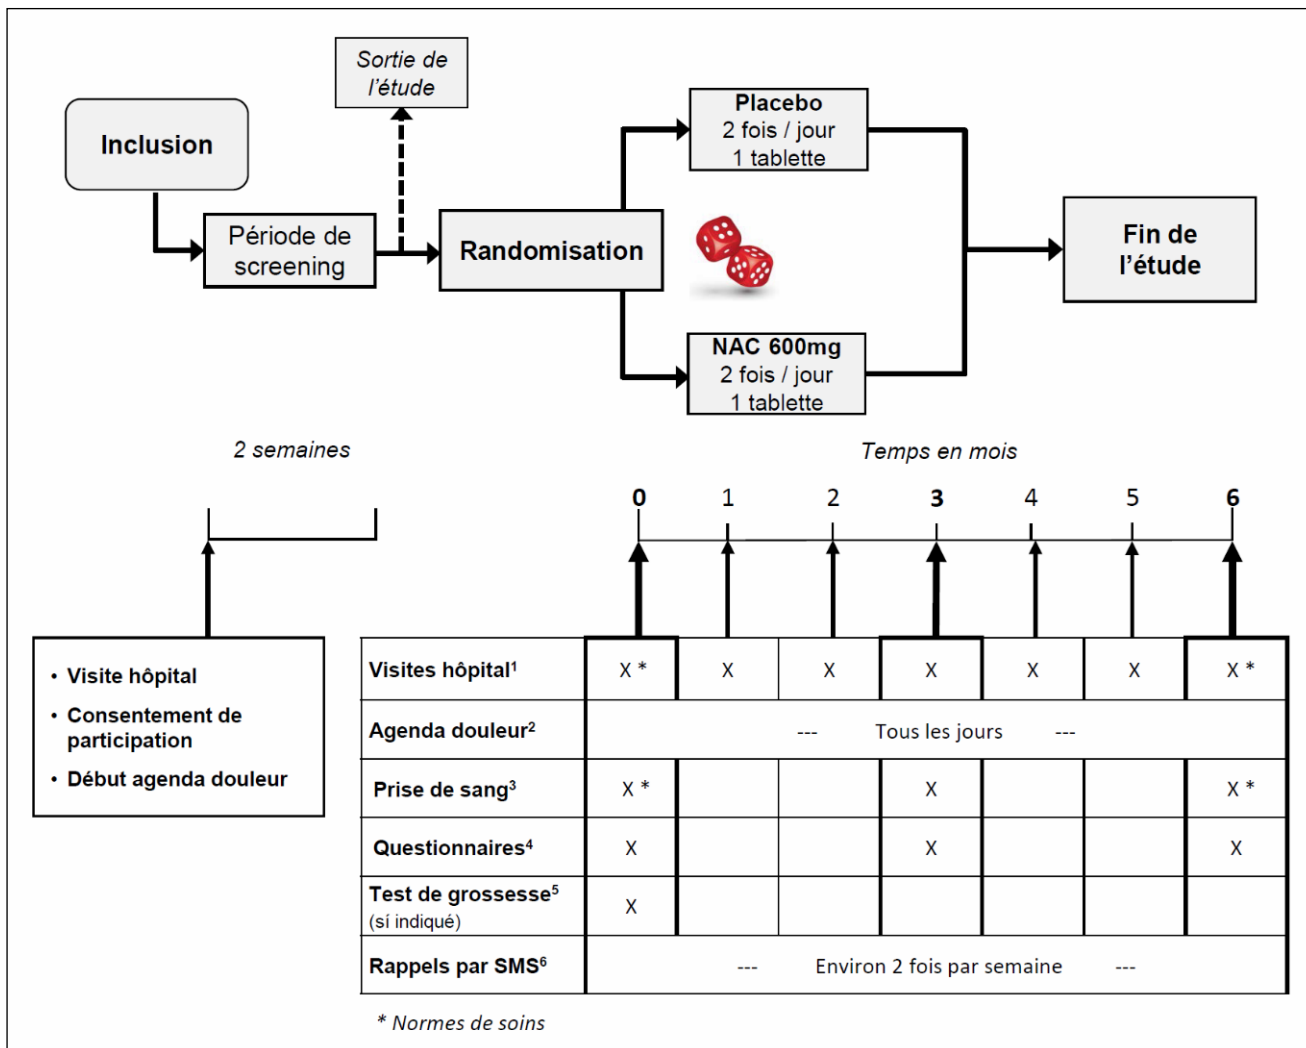 Sortie de
l'étude
Inclusion
Placebo
2 fois / jour
1 tablette
Période de
screening
Randomisation
Fin de
l'étude
NAC 600mg
2 fois / jour
1 tablette
2 semaines
Temps en mois
0 1 2 3 4 5 6
• Visite hôpital
• Consentement de
participation
• Début agenda douleur
Visites hôpital¹ X * X X X X X X *
Agenda douleur² --- Tous les jours ---
Prise de sang³ X * X X *
Questionnaires⁴ X X X
Test de grossesse⁵
(si indiqué) X
Rappels par SMS⁶ --- Environ 2 fois par semaine ---
* Normes de soins